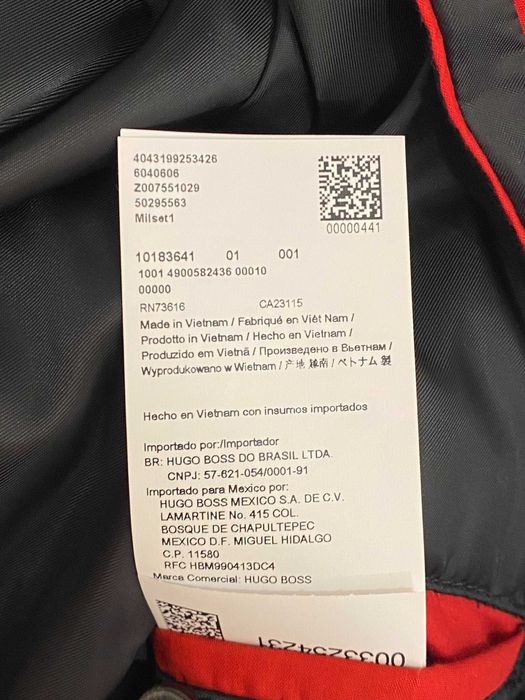 4043199253426
6040606
Z007551029
50295563
Milset1
00000441
10183641 01 001
1001 4900582436 00010
00000
RN73616 CA23115
Made in Vietnam / Fabriqué en Viêt Nam /
Prodotto in Vietnam / Hecho en Vietnam /
Produzido em Vietnã / Произведено в Вьетнам /
Wyprodukowano w Wietnam / 产地 越南 / ベトナム 製
Hecho en Vietnam con insumos importados
Importado por:/Importador
BR: HUGO BOSS DO BRASIL LTDA.
CNPJ: 57-621-054/0001-91
Importado para Mexico por:
HUGO BOSS MEXICO S.A. DE C.V.
LAMARTINE No. 415 COL.
BOSQUE DE CHAPULTEPEC
MEXICO D.F. MIGUEL HIDALGO
C.P. 11580
RFC HBM990413DC4
Marca Comercial: HUGO BOSS